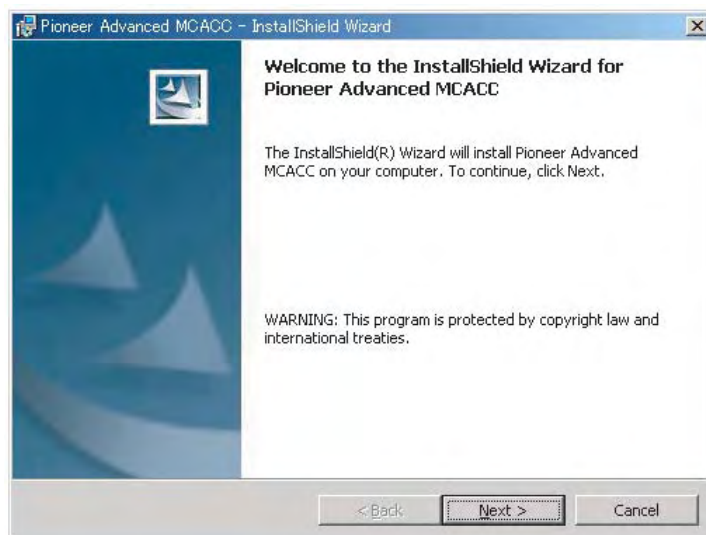 Pioneer Advanced MCACC - InstallShield Wizard
Welcome to the InstallShield Wizard for
Pioneer Advanced MCACC
The InstallShield(R) Wizard will install Pioneer Advanced
MCACC on your computer. To continue, click Next.
WARNING: This program is protected by copyright law and
international treaties.
< Back
Next >
Cancel